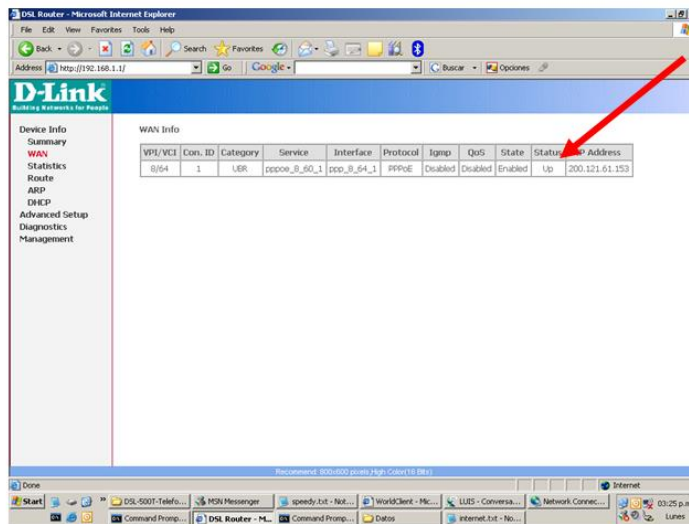 DSL Router - Microsoft Internet Explorer
File Edit View Favorites Tools Help
Back Search Favorites
Address http://192.168.1.1/ Go Google Buscar Opciones
D-Link
Building Networks for People
Device Info
Summary
WAN
Statistics
Route
ARP
DHCP
Advanced Setup
Diagnostics
Management
WAN Info
VPI/VCI Con. ID Category Service Interface Protocol Igmp QoS State Status IP Address
8/64 1 UBR pppoe_8_60_1 ppp_8_64_1 PPPoE Disabled Disabled Enabled Up 200.121.61.153
Recommend: 800x600 pixels,High Color(16 Bits)
Done Internet
Start DSL-500T-Telefo... MSN Messenger speedy.txt - Not... WorldClient - Mic... LUIS - Conversa... Network Connec... 03:25 p.m
Command Promp... DSL Router - M... Command Promp... Datos internet.txt - No... Lunes